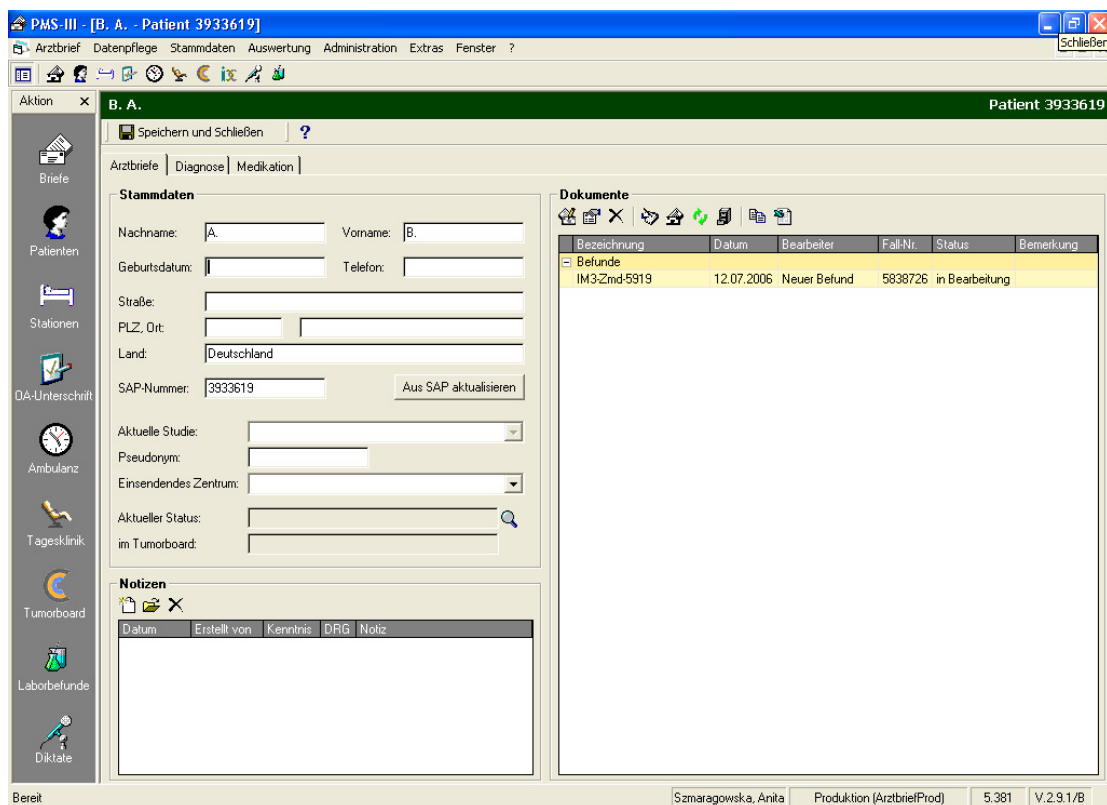 PMS-III - [B. A. - Patient 3933619]
Schließen
Arztbrief Datenpflege Stammdaten Auswertung Administration Extras Fenster ?
Aktion x
B. A. Patient 3933619
Speichern und Schließen ?
Arztbriefe Diagnose Medikation
Briefe
Patienten
Stationen
OA-Unterschrift
Ambulanz
Tagesklinik
Tumorboard
Laborbefunde
Diktate
Stammdaten
Nachname: A. Vorname: B.
Geburtsdatum: Telefon:
Straße:
PLZ, Ort:
Land: Deutschland
SAP-Nummer: 3933619 Aus SAP aktualisieren
Aktuelle Studie:
Pseudonym:
Einsendendes Zentrum:
Aktueller Status:
im Tumorboard:
Notizen
Datum Erstellt von Kenntnis DRG Notiz
Dokumente
Bezeichnung Datum Bearbeiter Fall-Nr. Status Bemerkung
Befunde
IM3-Zmd-5919 12.07.2006 Neuer Befund 5838726 in Bearbeitung
Bereit Szmaragowska, Anita Produktion (ArztbriefProd) 5.381 V.2.9.1/B